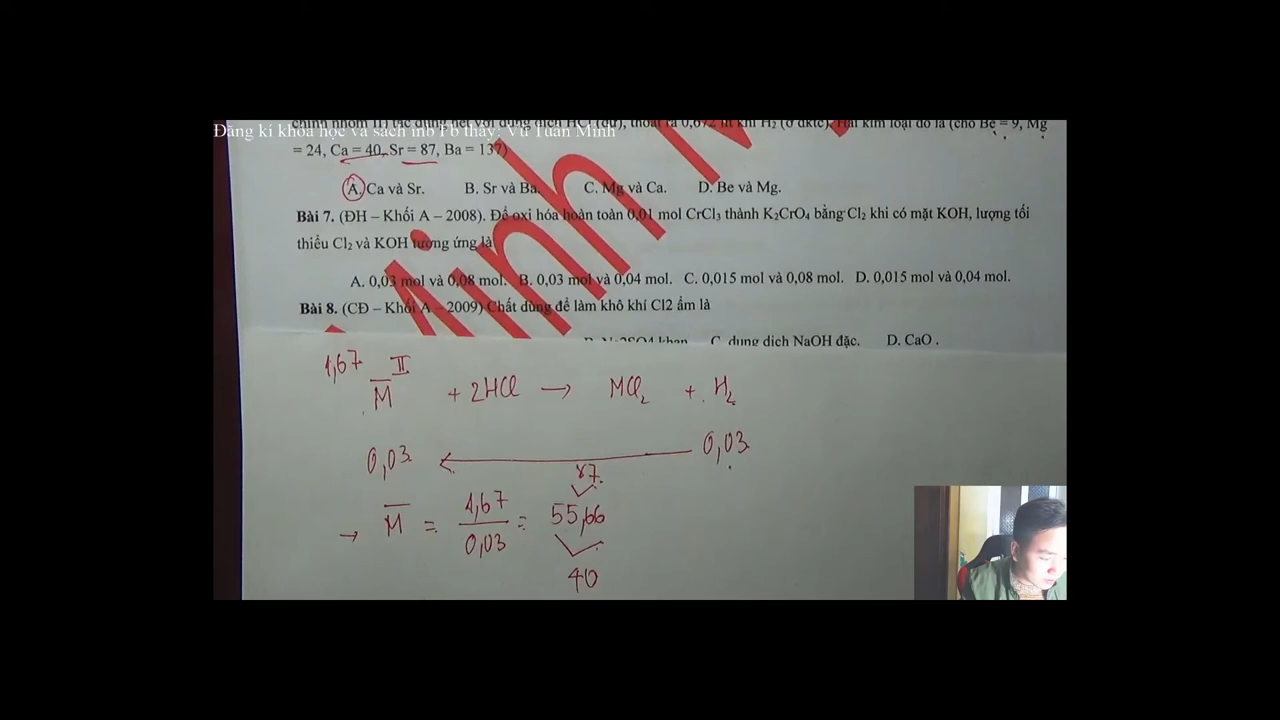 Đăng kí khóa học và sách inb Fb thầy: Vũ Tuấn Minh
chính nhóm II) tác dụng hết với dung dịch HCl (dư), thoát ra 0,672 lít khí H₂ (ở đktc). Hai kim loại đó là (cho Be = 9, Mg
= 24, Ca = 40, Sr = 87, Ba = 137)
A. Ca và Sr. B. Sr và Ba. C. Mg và Ca. D. Be và Mg.
Bài 7. (ĐH – Khối A – 2008). Để oxi hóa hoàn toàn 0,01 mol CrCl₃ thành K₂CrO₄ bằng Cl₂ khi có mặt KOH, lượng tối
thiểu Cl₂ và KOH tương ứng là
A. 0,03 mol và 0,08 mol. B. 0,03 mol và 0,04 mol. C. 0,015 mol và 0,08 mol. D. 0,015 mol và 0,04 mol.
Bài 8. (CĐ – Khối A – 2009) Chất dùng để làm khô khí Cl2 ẩm là
B. Na2SO4 khan. C. dung dịch NaOH đặc. D. CaO .
Minh
1,67 II
M̅ + 2HCl → MCl₂ + H₂
0,03 ← 0,03
87
→ M̅ = 1,67 / 0,03 = 55,66
40